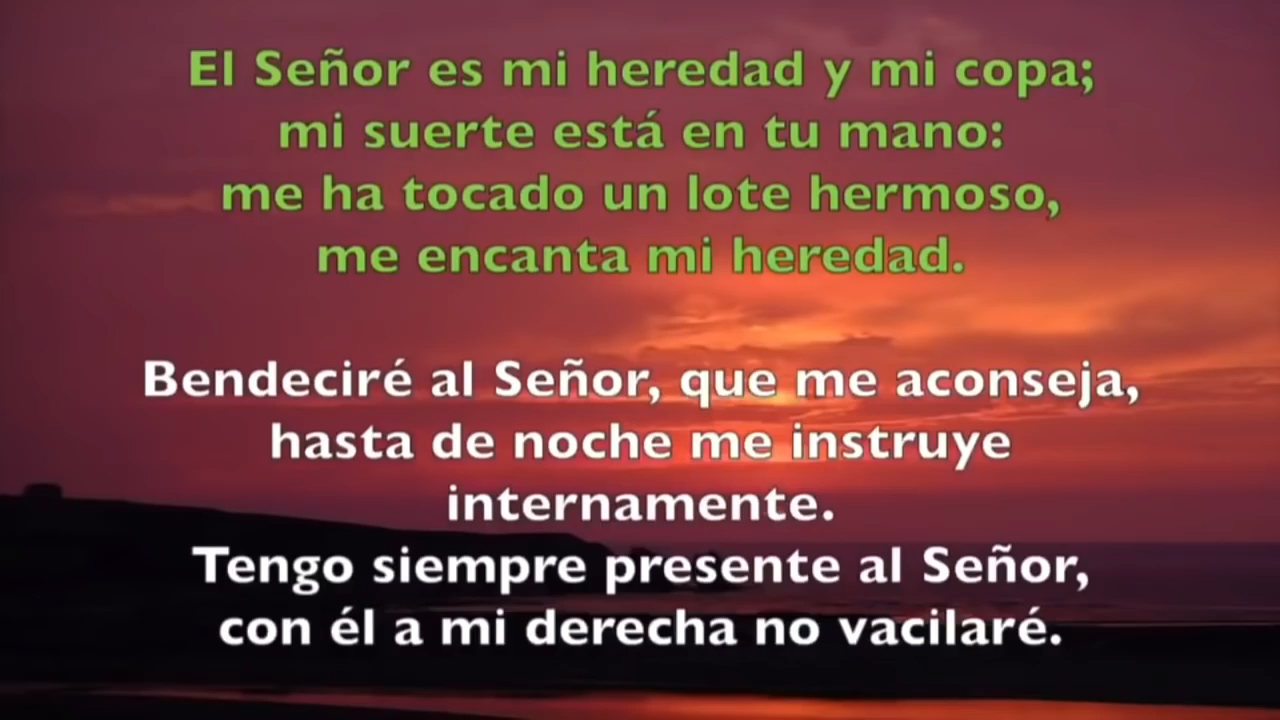 El Señor es mi heredad y mi copa;
mi suerte está en tu mano:
me ha tocado un lote hermoso,
me encanta mi heredad.
Bendeciré al Señor, que me aconseja,
hasta de noche me instruye
internamente.
Tengo siempre presente al Señor,
con él a mi derecha no vacilaré.